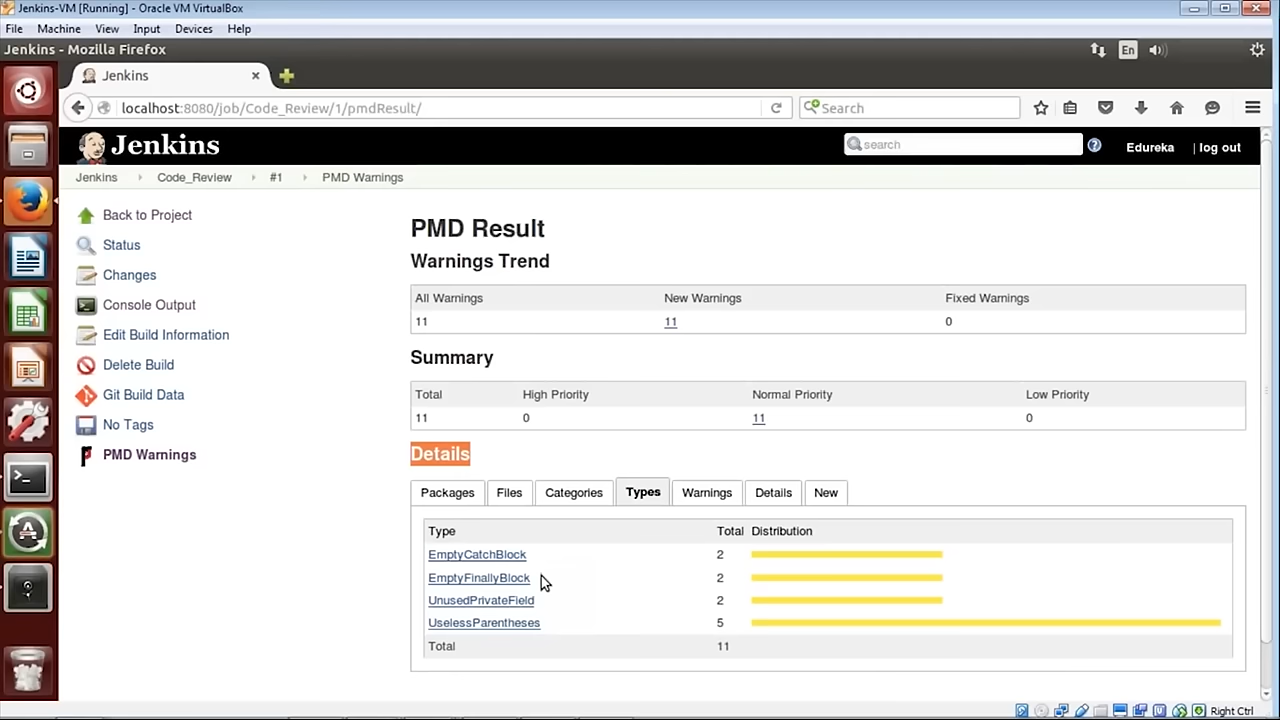 Jenkins-VM [Running] - Oracle VM VirtualBox
File Machine View Input Devices Help
Jenkins - Mozilla Firefox
En
Jenkins
localhost:8080/job/Code_Review/1/pmdResult/
Search
Jenkins
search
Edureka | log out
Jenkins Code_Review #1 PMD Warnings
Back to Project
Status
Changes
Console Output
Edit Build Information
Delete Build
Git Build Data
No Tags
PMD Warnings
PMD Result
Warnings Trend
All Warnings New Warnings Fixed Warnings
11 11 0
Summary
Total High Priority Normal Priority Low Priority
11 0 11 0
Details
Packages Files Categories Types Warnings Details New
Type Total Distribution
EmptyCatchBlock 2
EmptyFinallyBlock 2
UnusedPrivateField 2
UselessParentheses 5
Total 11
Right Ctrl